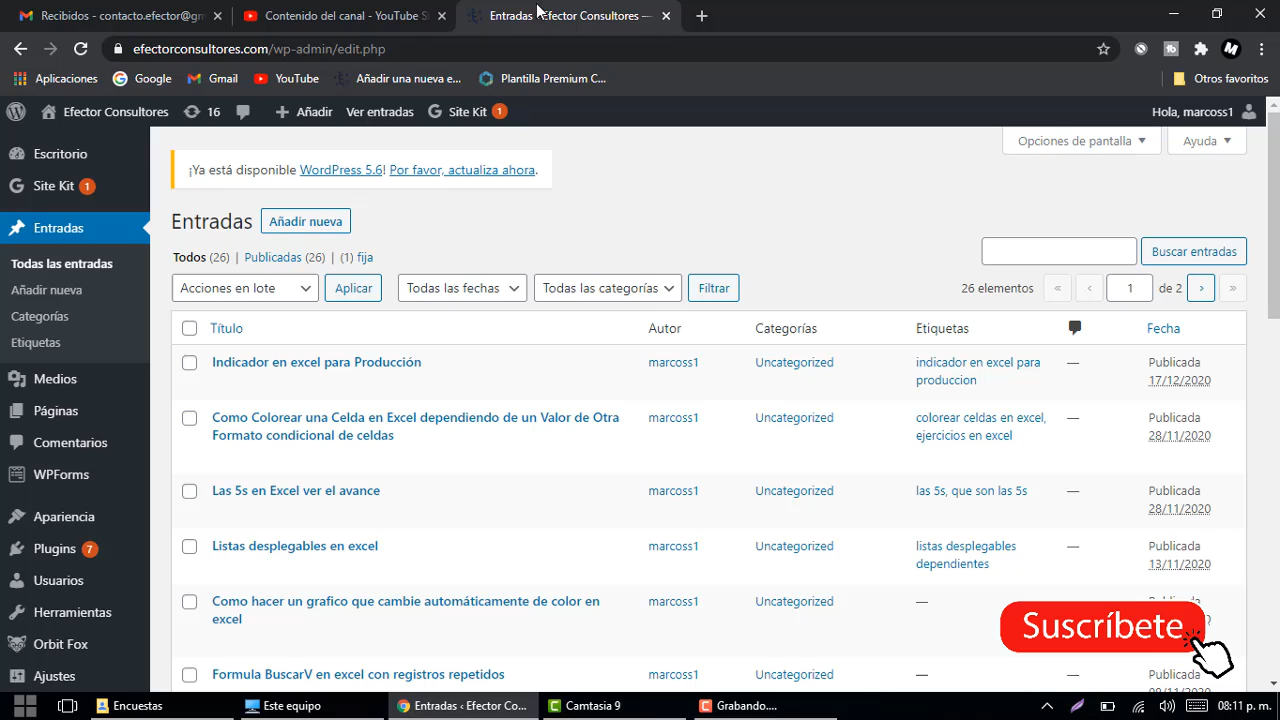 Recibidos - contacto.efector@gm
Contenido del canal - YouTube S
Entradas ‹ Efector Consultores —
efectorconsultores.com/wp-admin/edit.php
Aplicaciones
Google
Gmail
YouTube
Añadir una nueva e...
Plantilla Premium C...
Otros favoritos
Efector Consultores
16
Añadir
Ver entradas
Site Kit 1
Hola, marcoss1
Opciones de pantalla
Ayuda
Escritorio
Site Kit 1
Entradas
Todas las entradas
Añadir nueva
Categorías
Etiquetas
Medios
Páginas
Comentarios
WPForms
Apariencia
Plugins 7
Usuarios
Herramientas
Orbit Fox
Ajustes
¡Ya está disponible WordPress 5.6! Por favor, actualiza ahora.
Entradas Añadir nueva
Todos (26) | Publicadas (26) | (1) fija
Buscar entradas
Acciones en lote Aplicar Todas las fechas Todas las categorías Filtrar 26 elementos « ‹ 1 de 2 › »
Título Autor Categorías Etiquetas Fecha
Indicador en excel para Producción marcoss1 Uncategorized indicador en excel para — Publicada
produccion 17/12/2020
Como Colorear una Celda en Excel dependiendo de un Valor de Otra marcoss1 Uncategorized colorear celdas en excel, — Publicada
Formato condicional de celdas ejercicios en excel 28/11/2020
Las 5s en Excel ver el avance marcoss1 Uncategorized las 5s, que son las 5s — Publicada
28/11/2020
Listas desplegables en excel marcoss1 Uncategorized listas desplegables — Publicada
dependientes 13/11/2020
Como hacer un grafico que cambie automáticamente de color en marcoss1 Uncategorized —
excel
Formula BuscarV en excel con registros repetidos marcoss1 Uncategorized — — Publicada
Suscríbete
Encuestas
Este equipo
Entradas ‹ Efector Co...
Camtasia 9
Grabando....
08:11 p. m.